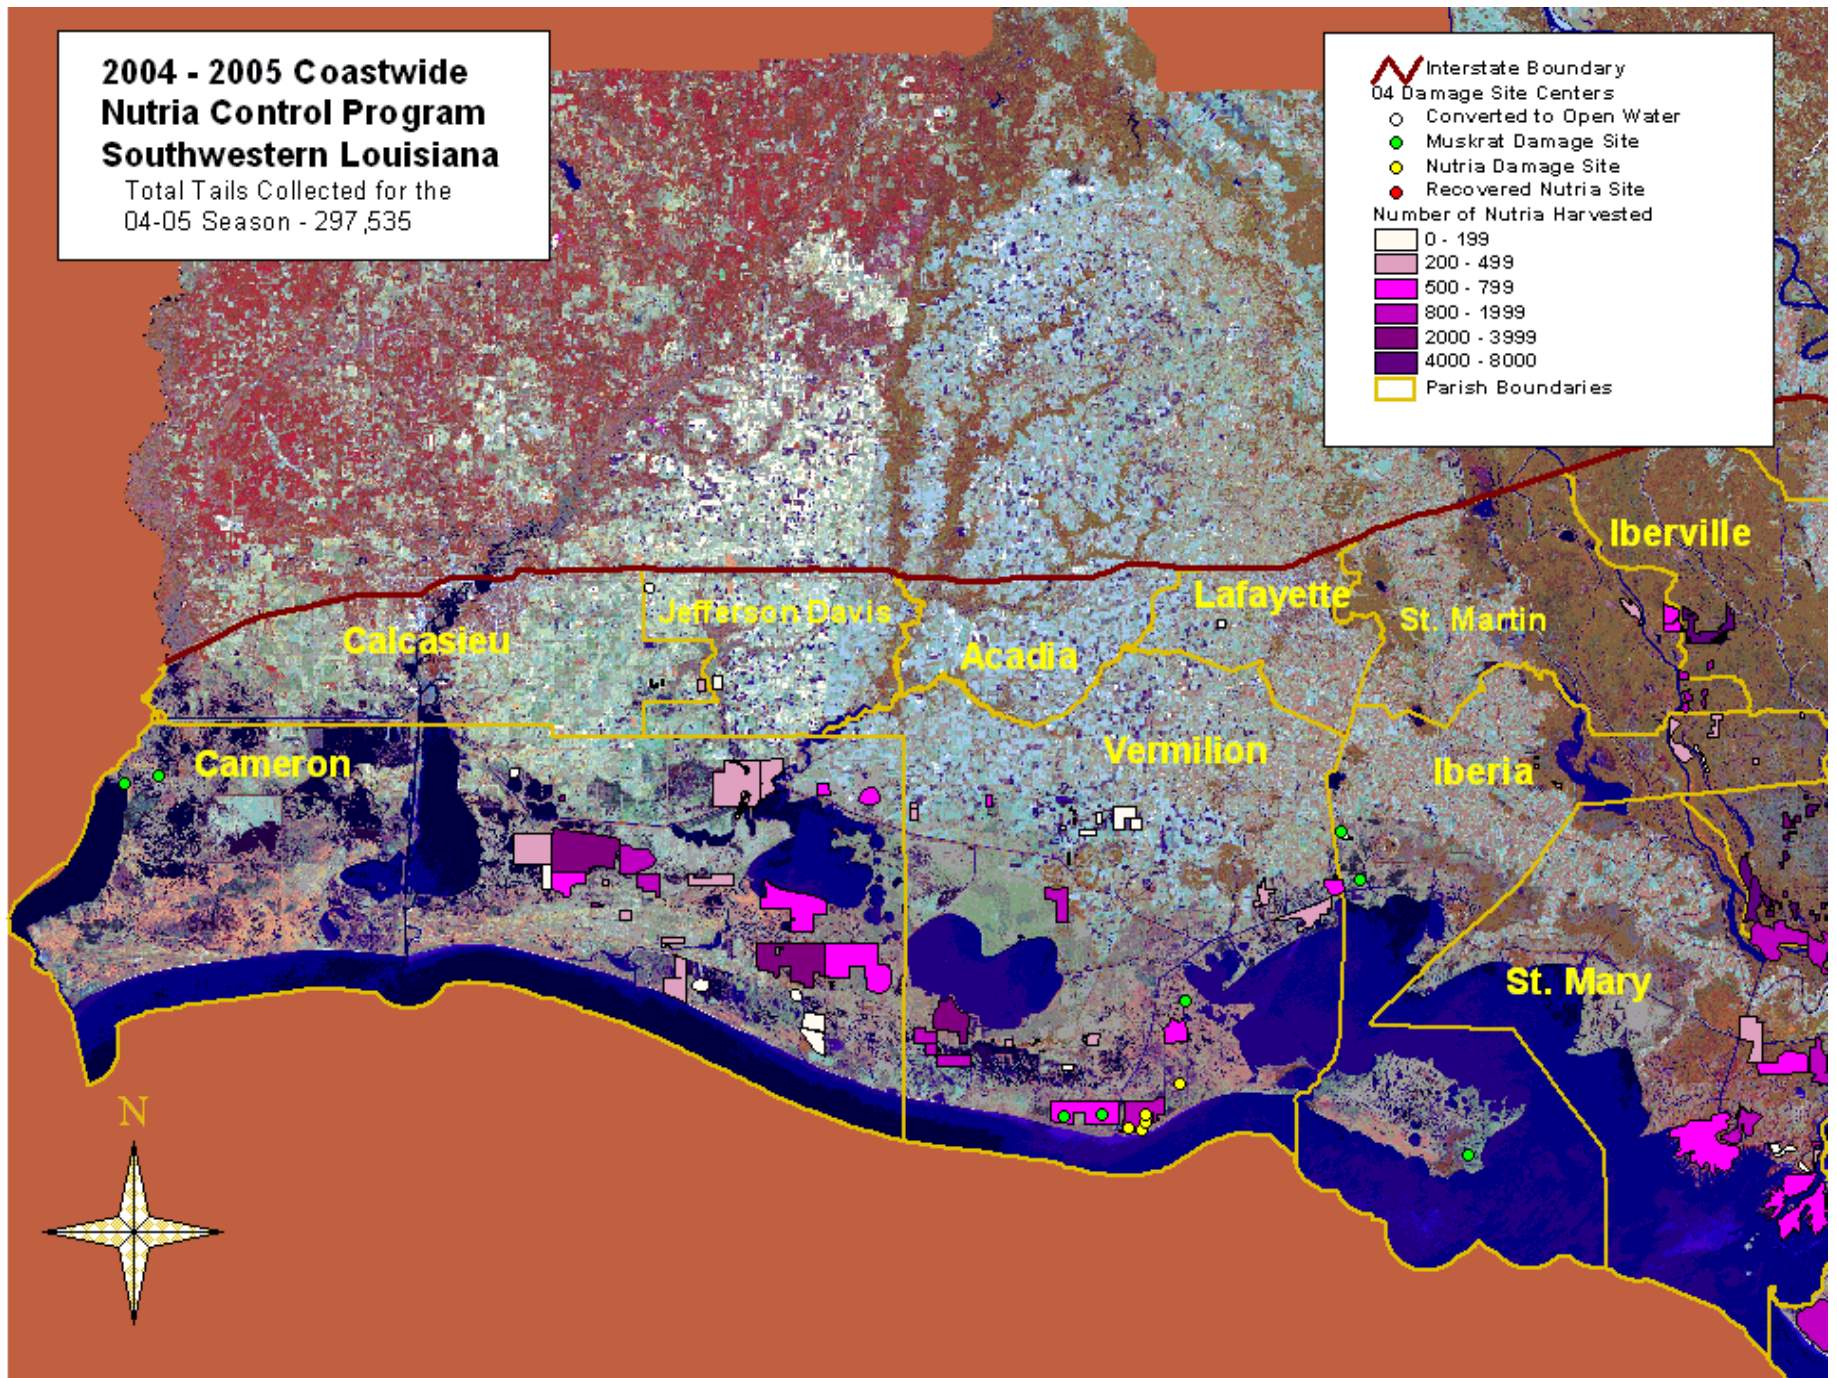 2004 - 2005 Coastwide
Nutria Control Program
Southwestern Louisiana
Total Tails Collected for the
04-05 Season - 297,535
Interstate Boundary
04 Damage Site Centers
Converted to Open Water
Muskrat Damage Site
Nutria Damage Site
Recovered Nutria Site
Number of Nutria Harvested
0 - 199
200 - 499
500 - 799
800 - 1999
2000 - 3999
4000 - 8000
Parish Boundaries
Iberville
Jefferson Davis
Lafayette
St. Martin
Calcasieu
Acadia
Cameron
Vermilion
Iberia
St. Mary
N